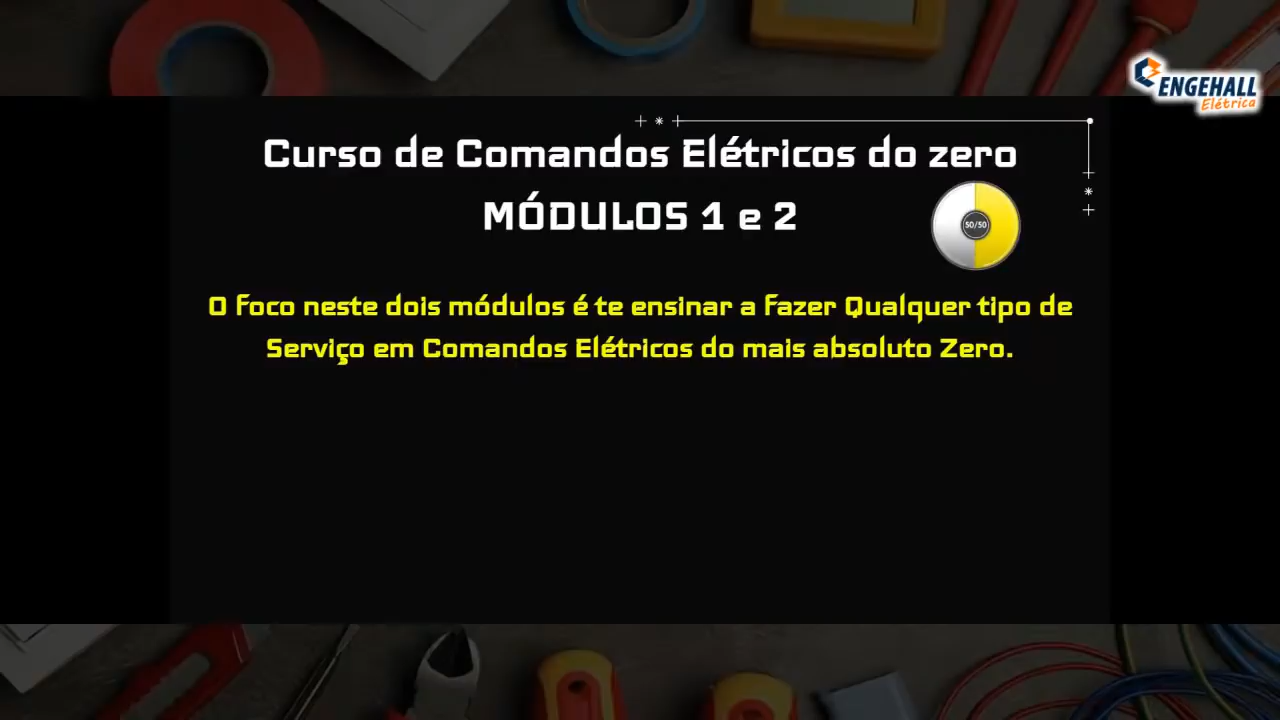 ENGEHALL
Elétrica
Curso de Comandos Elétricos do zero
MÓDULOS 1 e 2
50/50
O foco neste dois módulos é te ensinar a fazer Qualquer tipo de
Serviço em Comandos Elétricos do mais absoluto Zero.